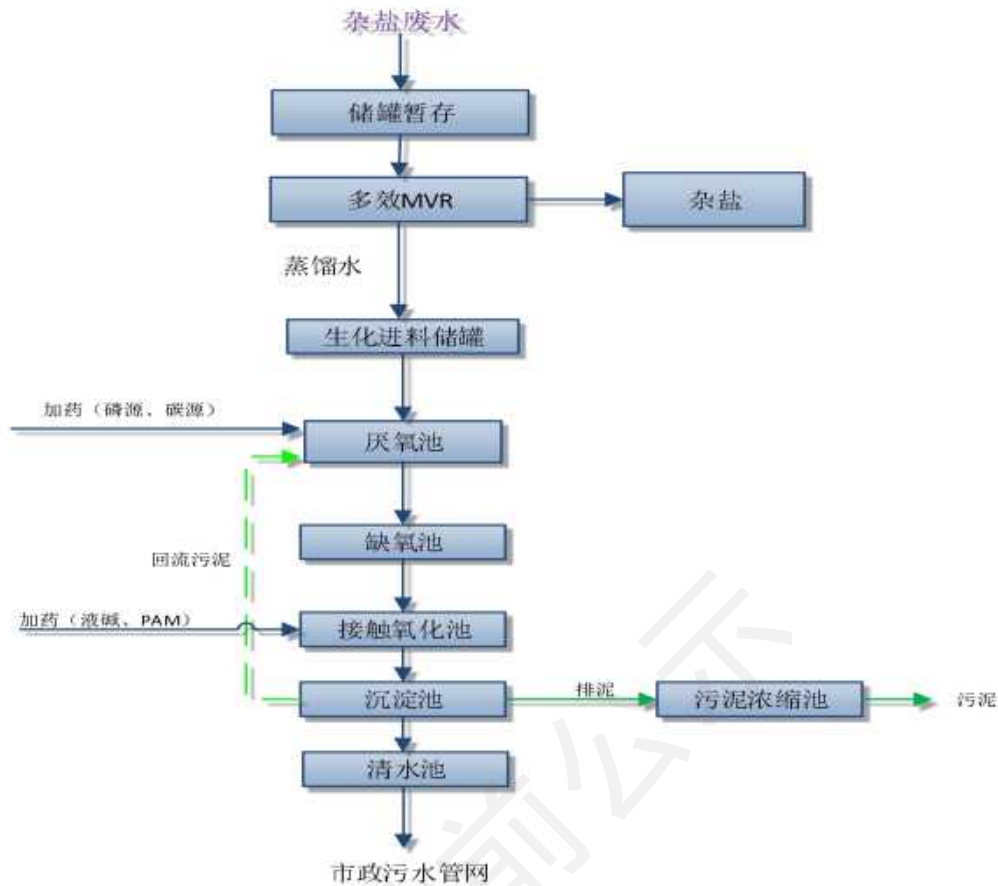 杂盐废水
储罐暂存
多效MVR
杂盐
蒸馏水
生化进料储罐
加药（磷源、碳源）
厌氧池
缺氧池
回流污泥
加药（液碱、PAM）
接触氧化池
沉淀池
排泥
污泥浓缩池
污泥
清水池
市政污水管网
前公示